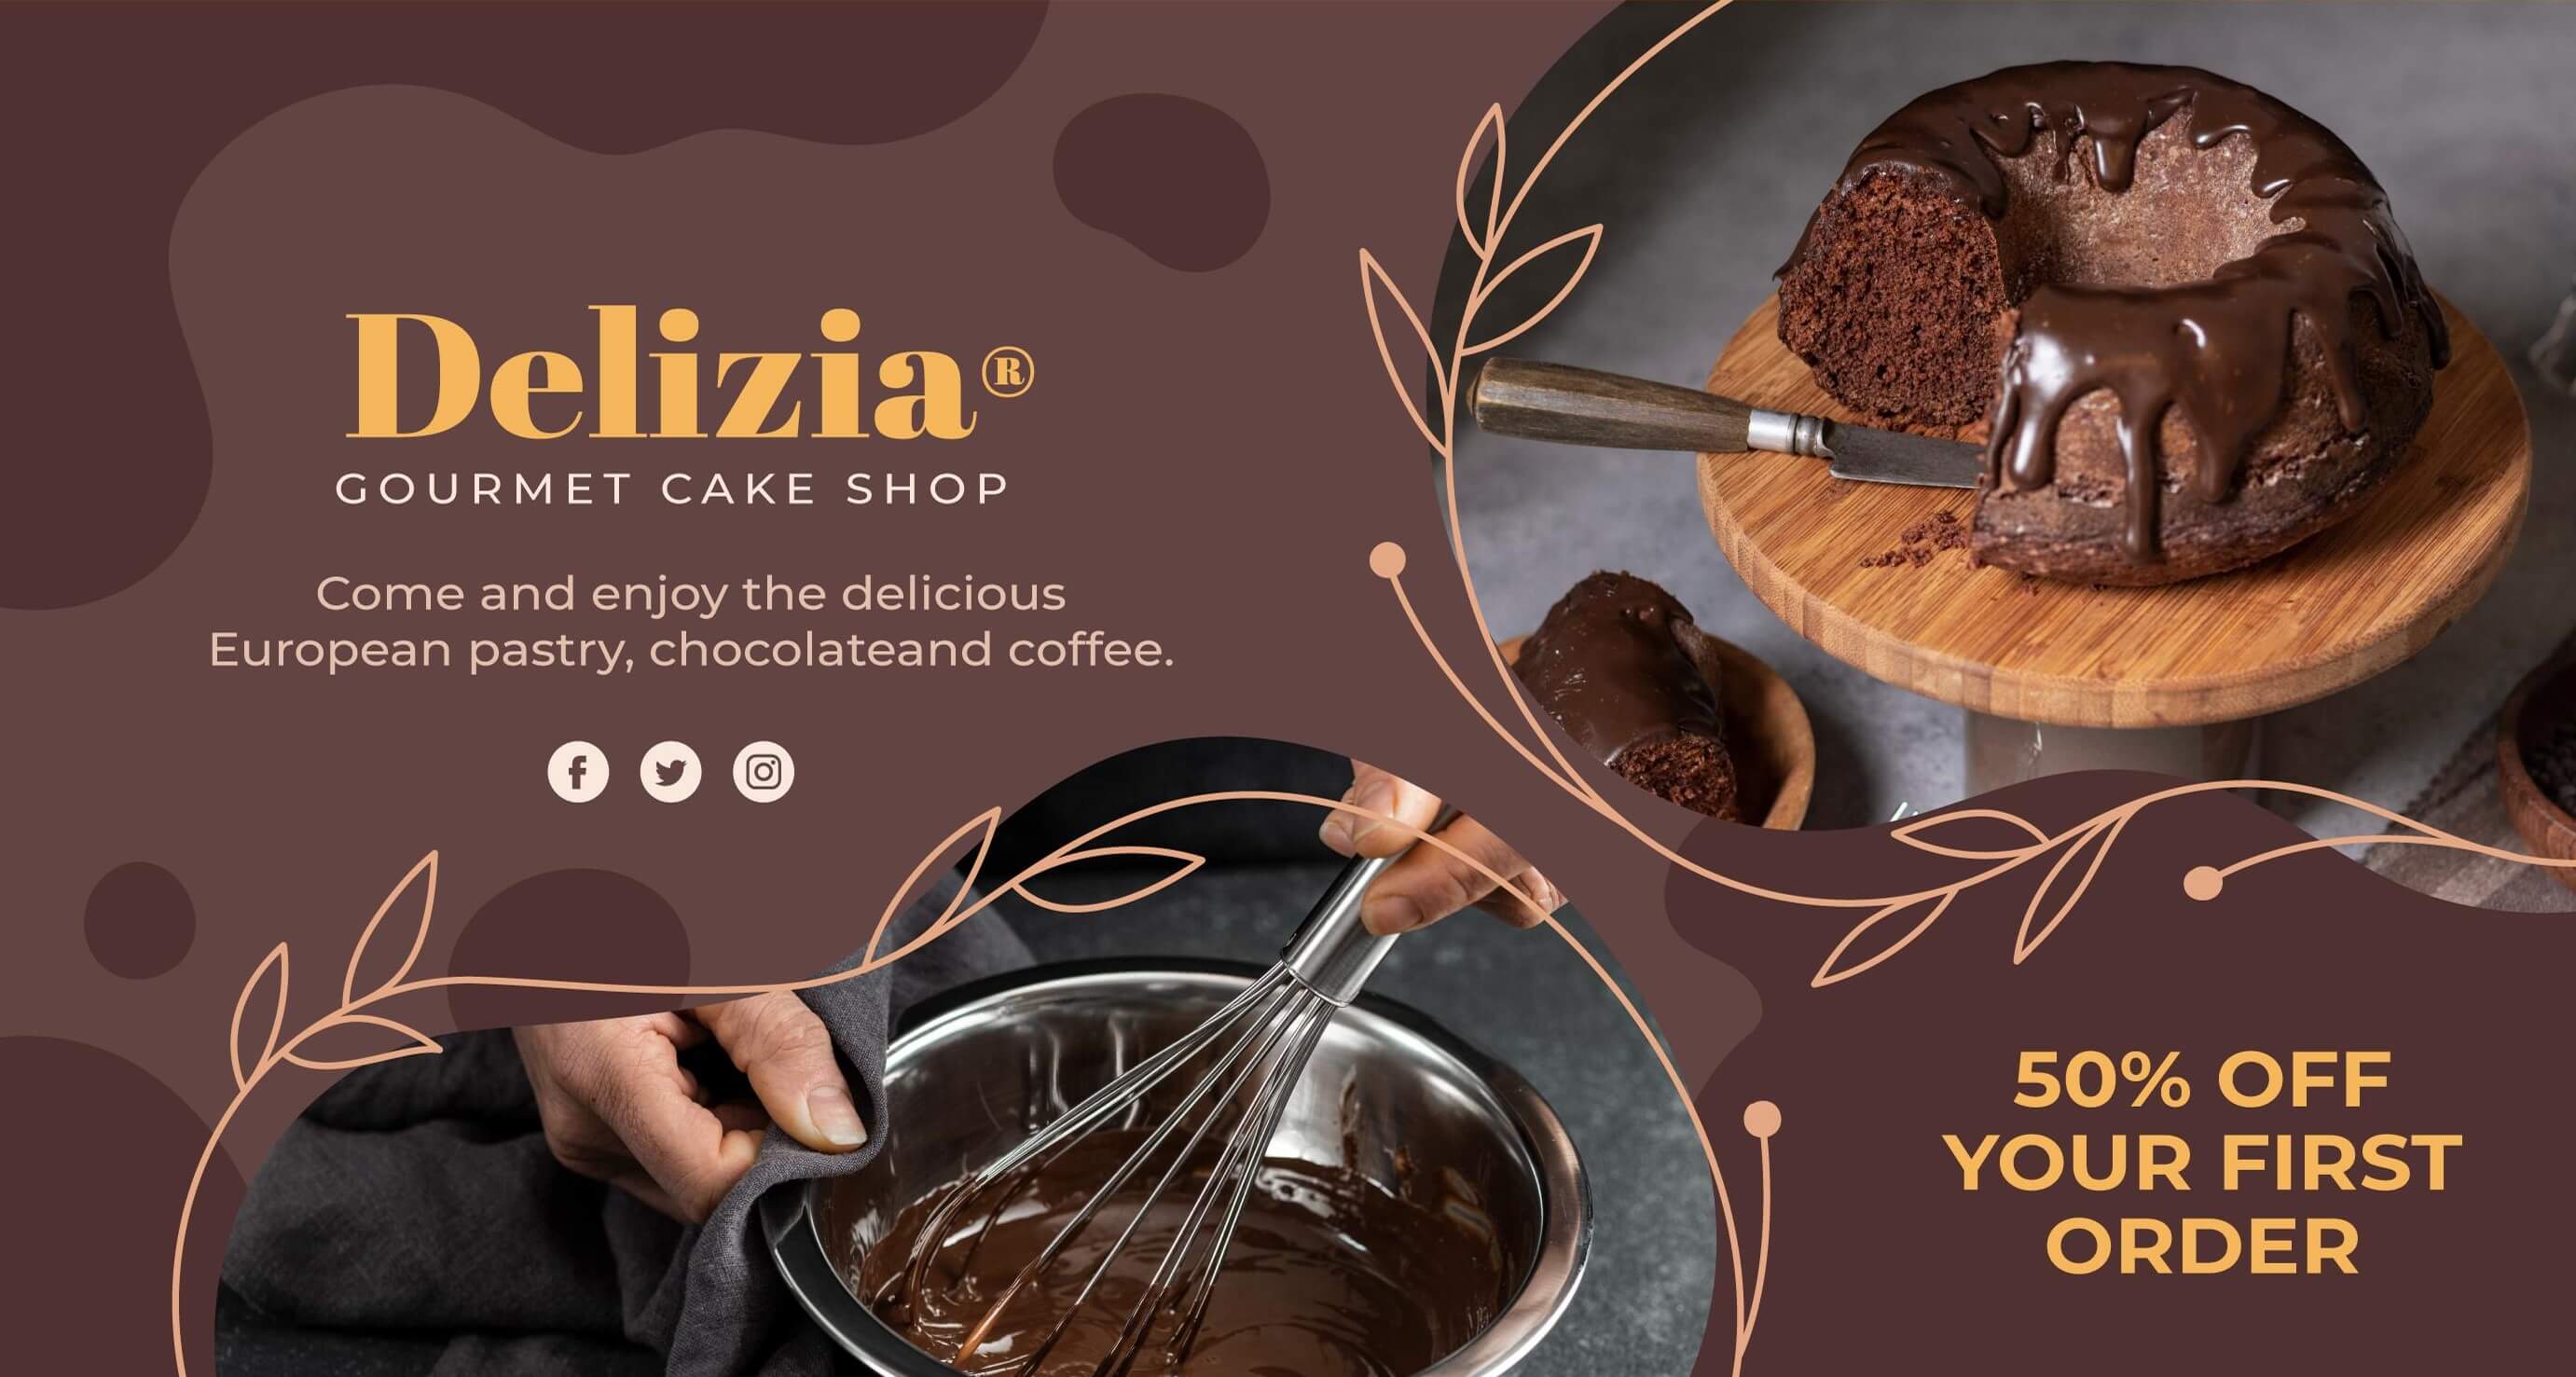 Delizia®
GOURMET CAKE SHOP
Come and enjoy the delicious
European pastry, chocolateand coffee.
50% OFF
YOUR FIRST
ORDER